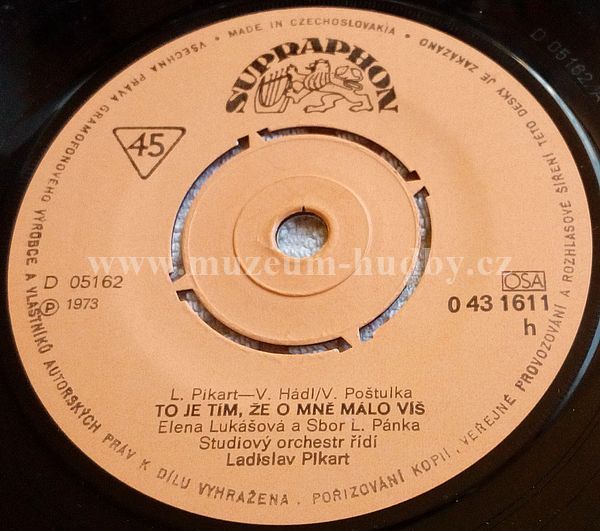 VŠECHNA PRÁVA GRAMOFONOVÉHO VÝROBCE A VLASTNÍKŮ AUTORSKÝCH PRÁV K DÍLU VYHRAŽENA. POŘIZOVÁNÍ KOPIÍ, VEŘEJNÉ PROVOZOVÁNÍ A ROZHLASOVÉ ŠÍŘENÍ TÉTO DESKY JE ZAKÁZÁNO • MADE IN CZECHOSLOVAKIA •
SUPRAPHON
D 05162 A
45
www.muzeum-hudby.cz
D 05162
OSA
Ⓟ 1973
0 43 1611
h
L. Pikart—V. Hádl/V. Poštulka
TO JE TÍM, ŽE O MNĚ MÁLO VÍŠ
Elena Lukášová a Sbor L. Pánka
Studiový orchestr řídí
Ladislav Pikart